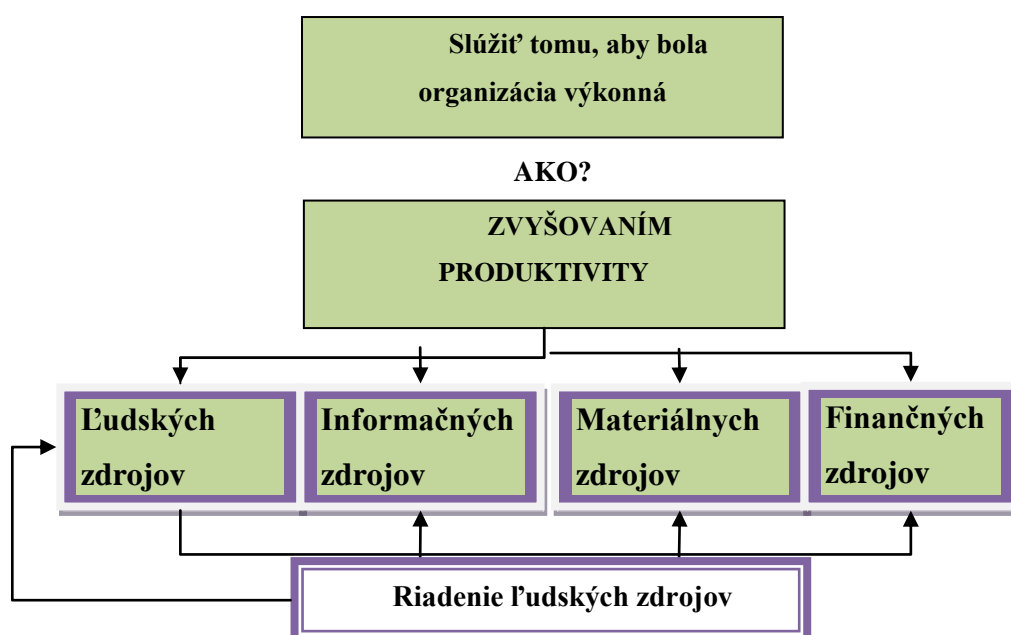 Slúžiť tomu, aby bola
organizácia výkonná
AKO?
ZVYŠOVANÍM
PRODUKTIVITY
Ľudských
zdrojov
Informačných
zdrojov
Materiálnych
zdrojov
Finančných
zdrojov
Riadenie ľudských zdrojov